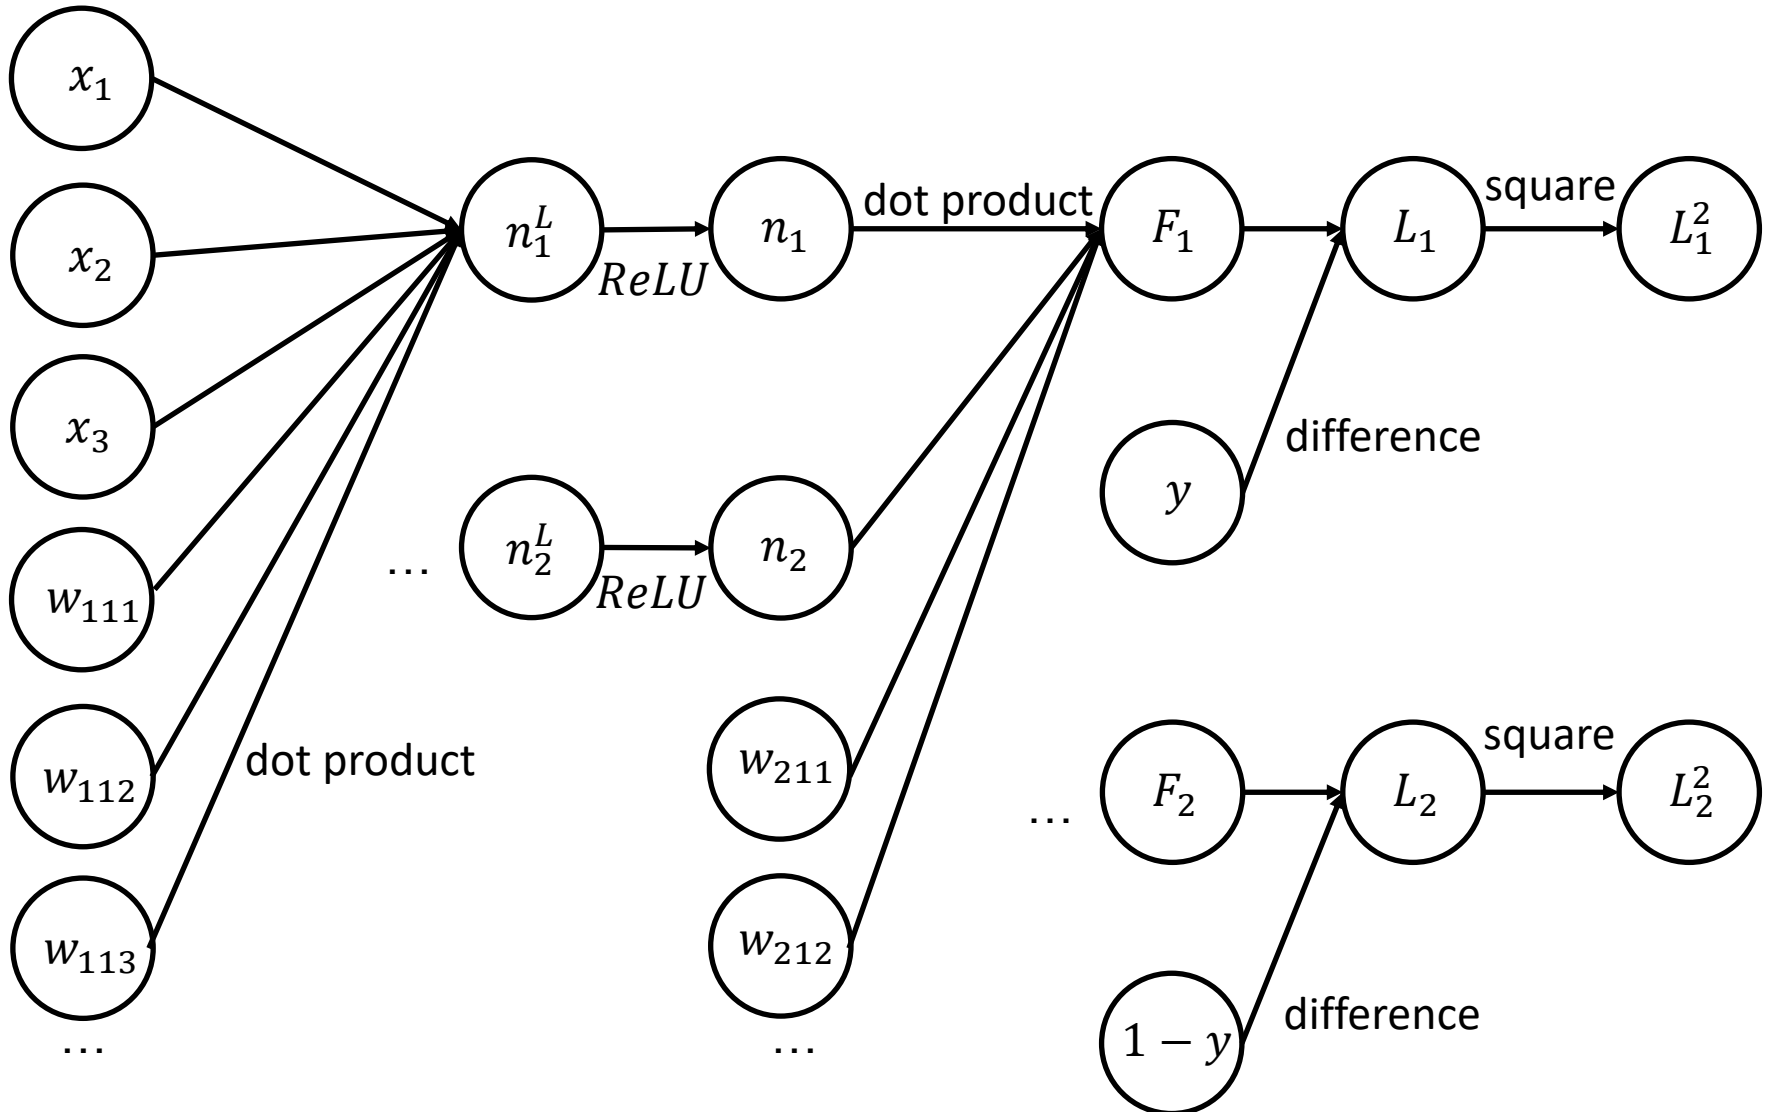 x₁
x₂
x₃
w₁₁₁
w₁₁₂
w₁₁₃
…
dot product
…
n₁ᴸ
ReLU
n₁
n₂ᴸ
ReLU
n₂
w₂₁₁
w₂₁₂
…
dot product
F₁
y
difference
L₁
square
L₁²
…
F₂
1 − y
difference
L₂
square
L₂²